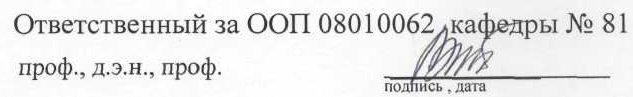 Ответственный за ООП 08010062 кафедры № 81
проф., д.э.н., проф.
подпись , дата